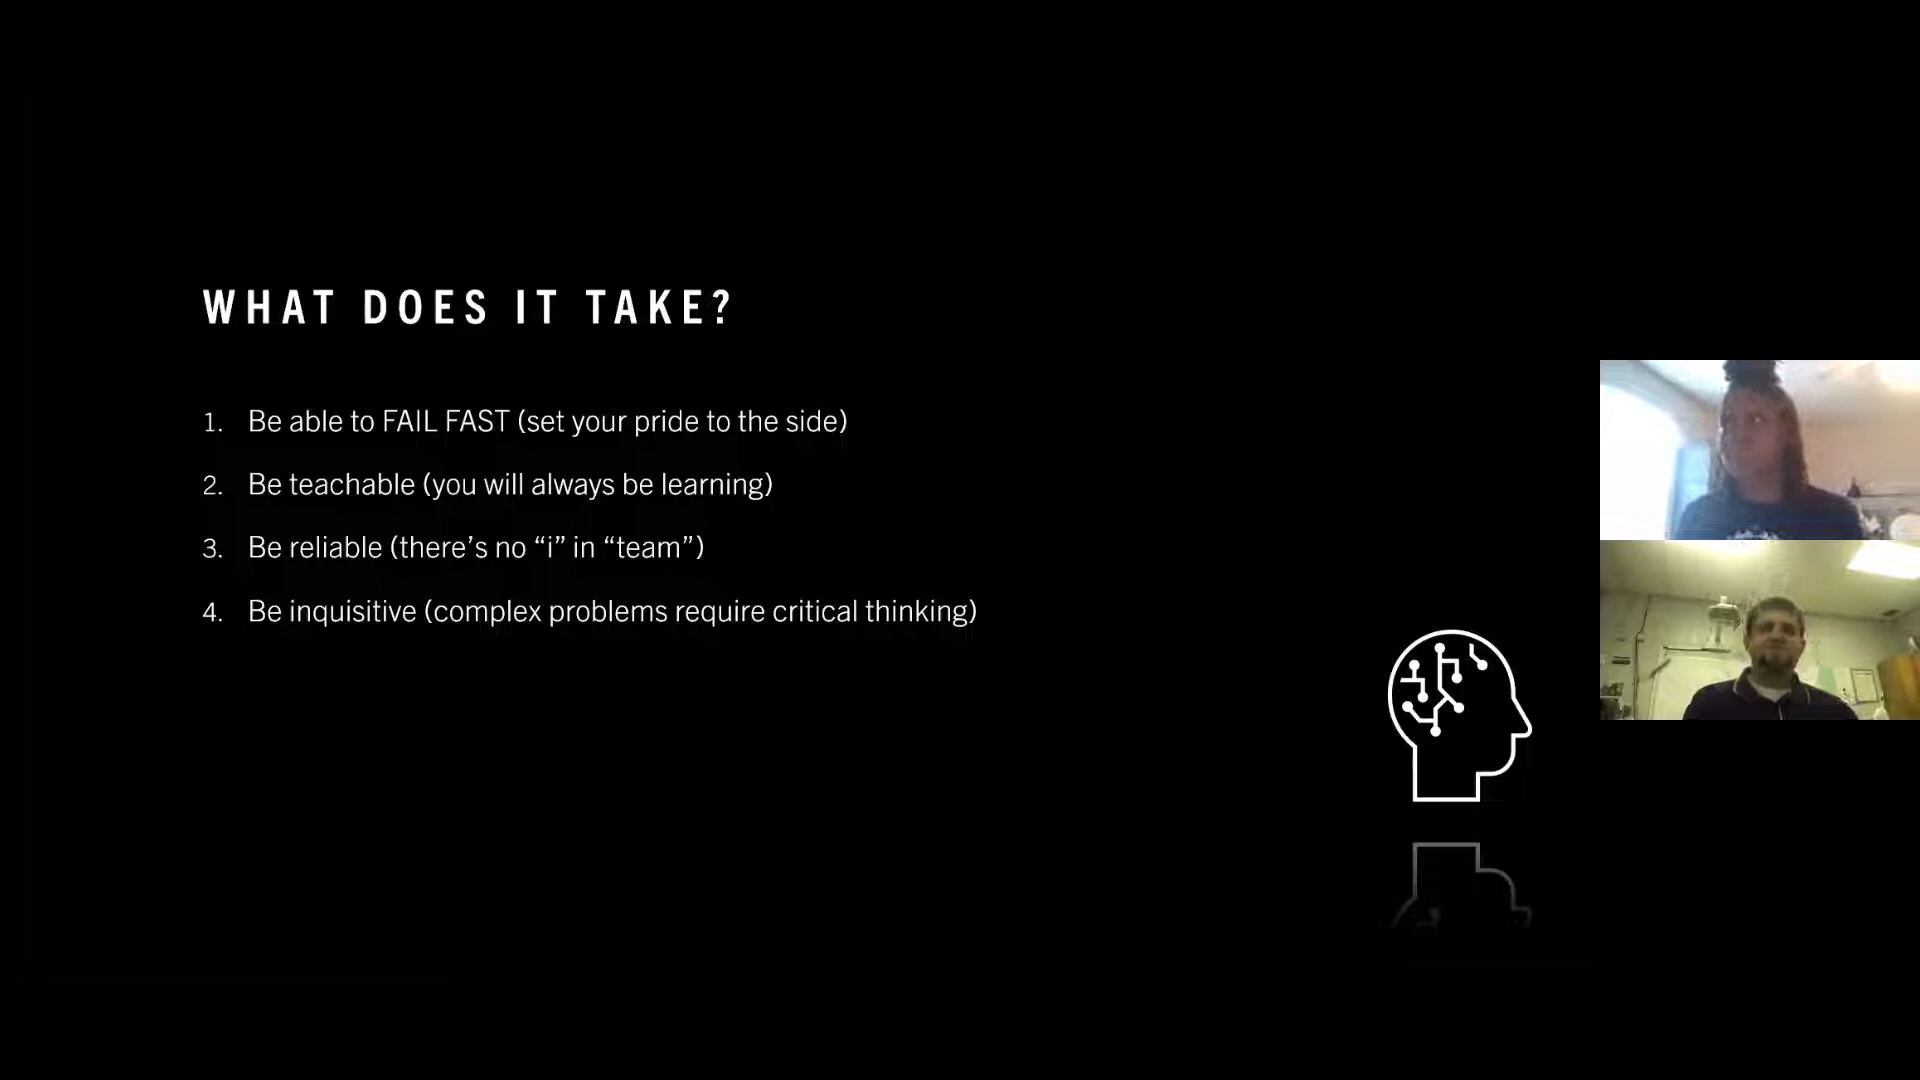 WHAT DOES IT TAKE?
1. Be able to FAIL FAST (set your pride to the side)
2. Be teachable (you will always be learning)
3. Be reliable (there’s no “i” in “team”)
4. Be inquisitive (complex problems require critical thinking)